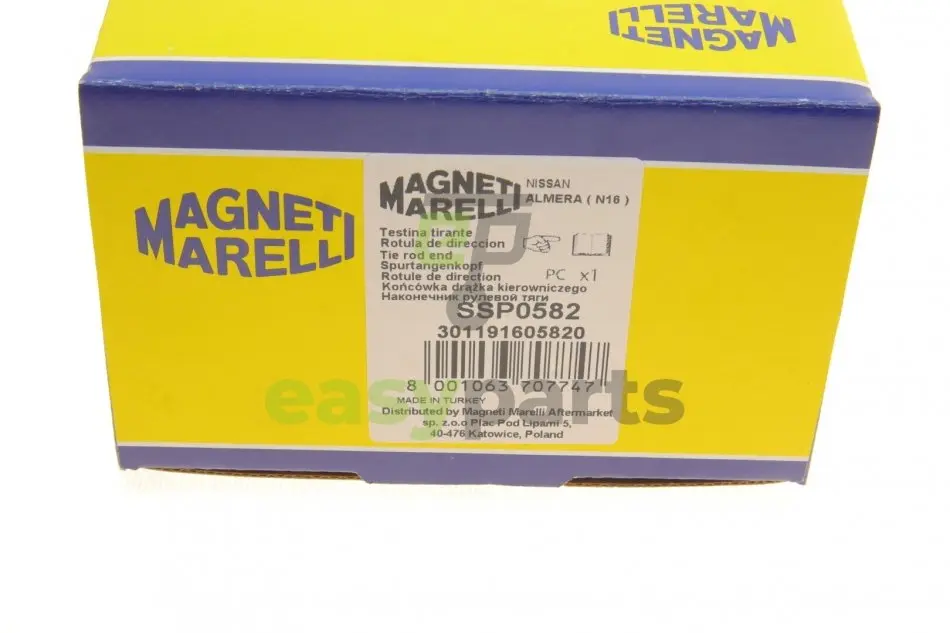 MAGNETI
MARELLI
MAGNETI
MARELLI
MAGNETI
MARELLI
NISSAN
ALMERA ( N16 )
Testina tirante
Rotula de direccion
Tie rod end
Spurtangenkopf
Rotule de direction
Końcówka drążka kierowniczego
Наконечник рулевой тяги
PC x1
SSP0582
301191605820
8 001063 707747
easyparts
MADE IN TURKEY
Distributed by Magneti Marelli Aftermarket
sp. z.o.o Plac Pod Lipami 5,
40-476 Katowice, Poland